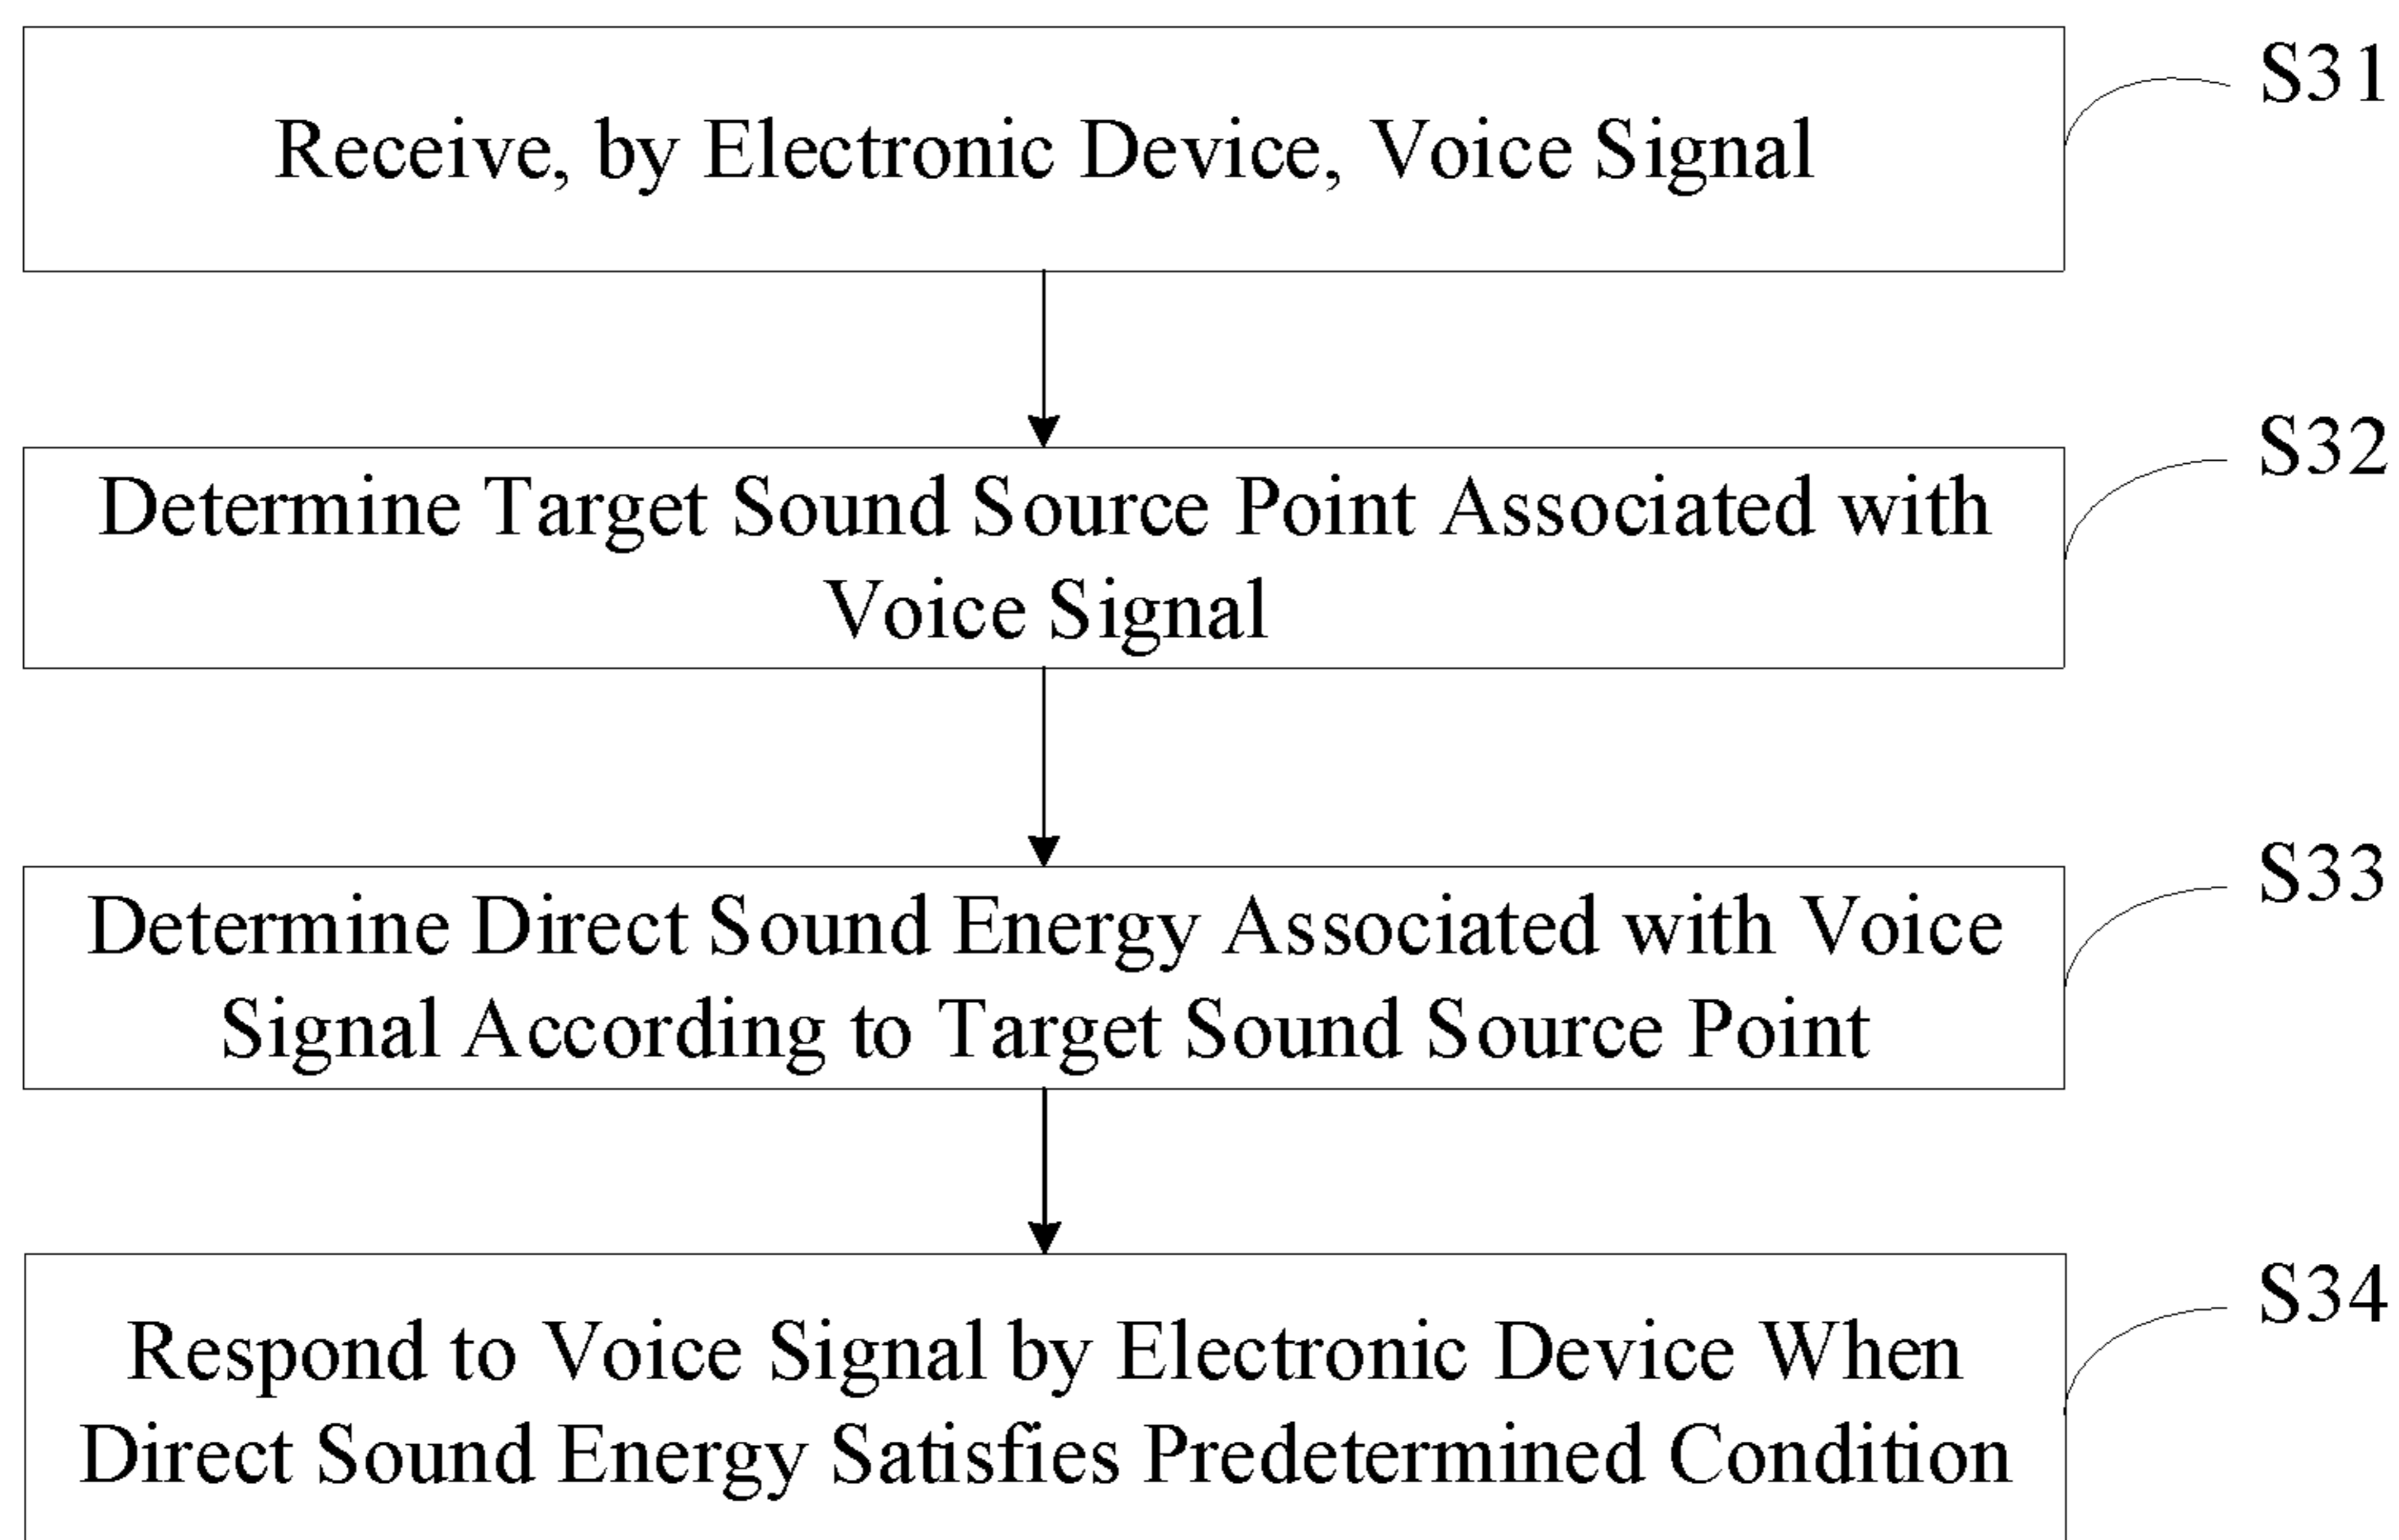 Receive, by Electronic Device, Voice Signal
S31
Determine Target Sound Source Point Associated with
Voice Signal
S32
Determine Direct Sound Energy Associated with Voice
Signal According to Target Sound Source Point
S33
Respond to Voice Signal by Electronic Device When
Direct Sound Energy Satisfies Predetermined Condition
S34